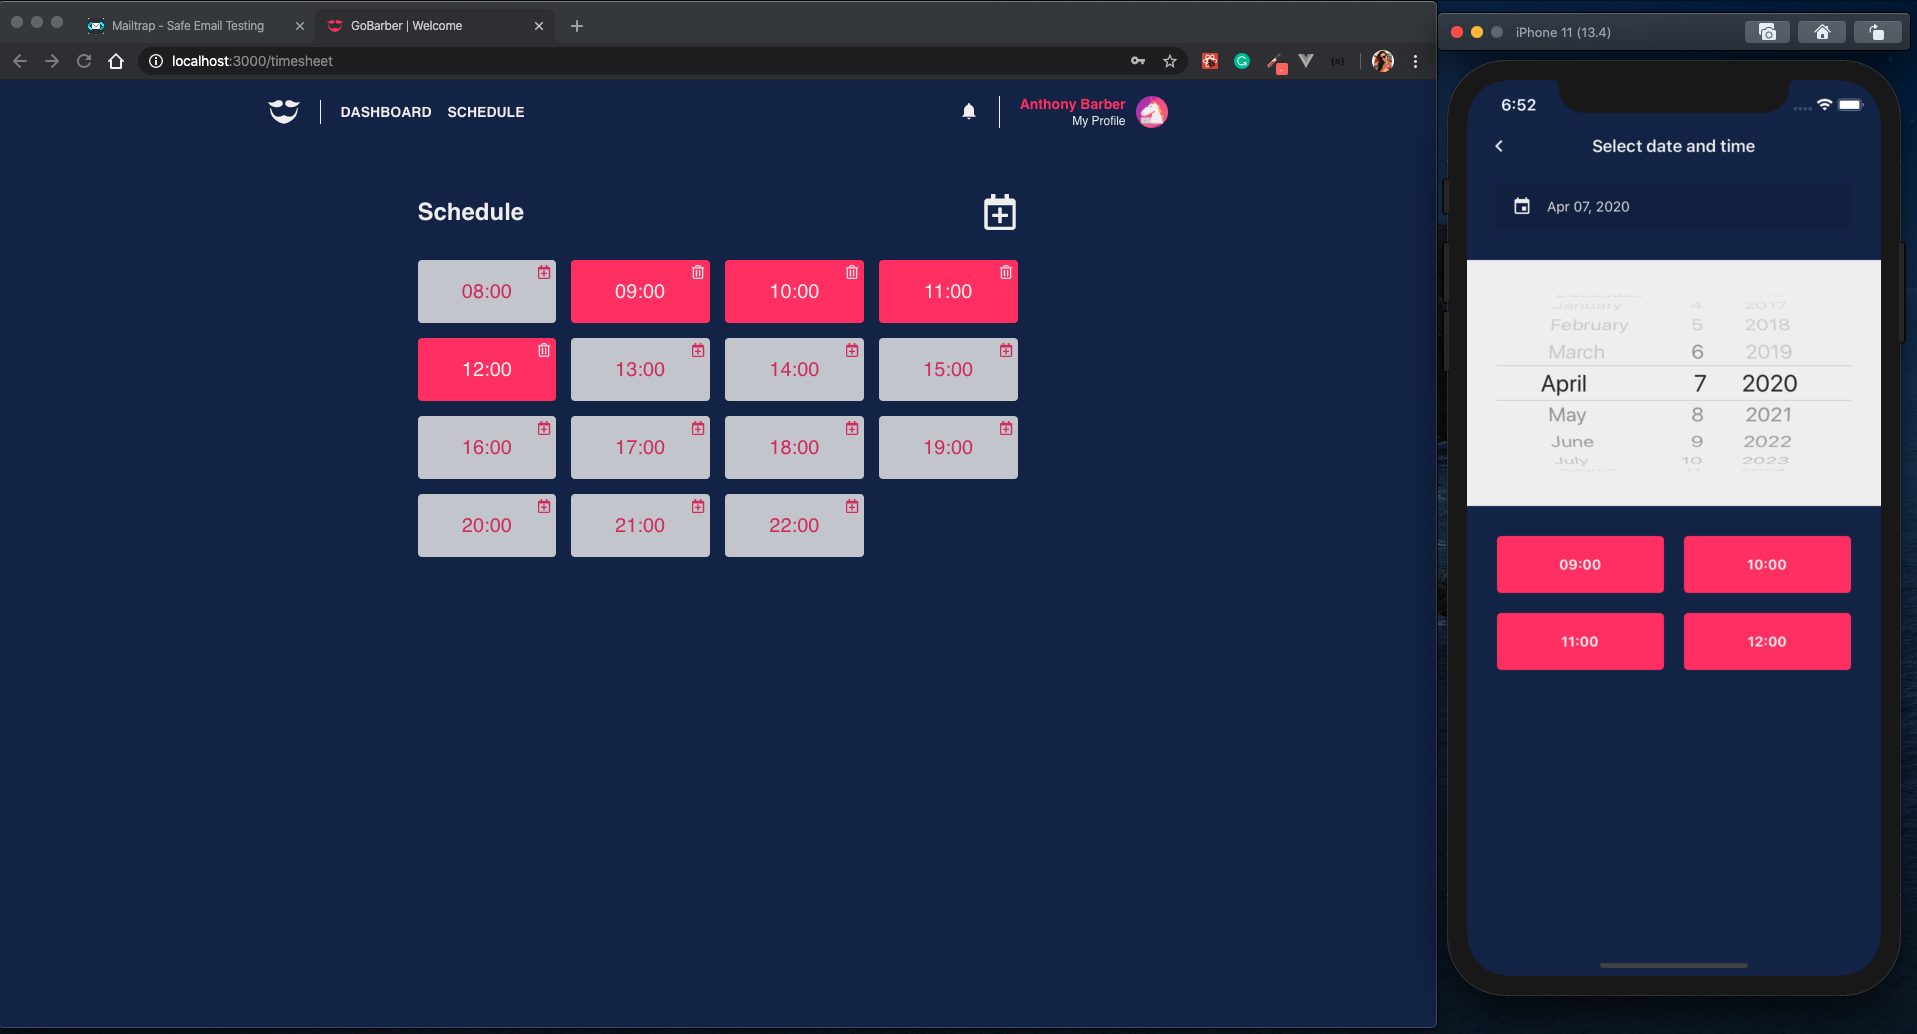 Mailtrap - Safe Email Testing
GoBarber | Welcome
localhost:3000/timesheet
DASHBOARD SCHEDULE
Anthony Barber
My Profile
Schedule
08:00 09:00 10:00 11:00
12:00 13:00 14:00 15:00
16:00 17:00 18:00 19:00
20:00 21:00 22:00
iPhone 11 (13.4)
6:52
Select date and time
Apr 07, 2020
January 4 2017
February 5 2018
March 6 2019
April 7 2020
May 8 2021
June 9 2022
July 10 2023
09:00 10:00
11:00 12:00